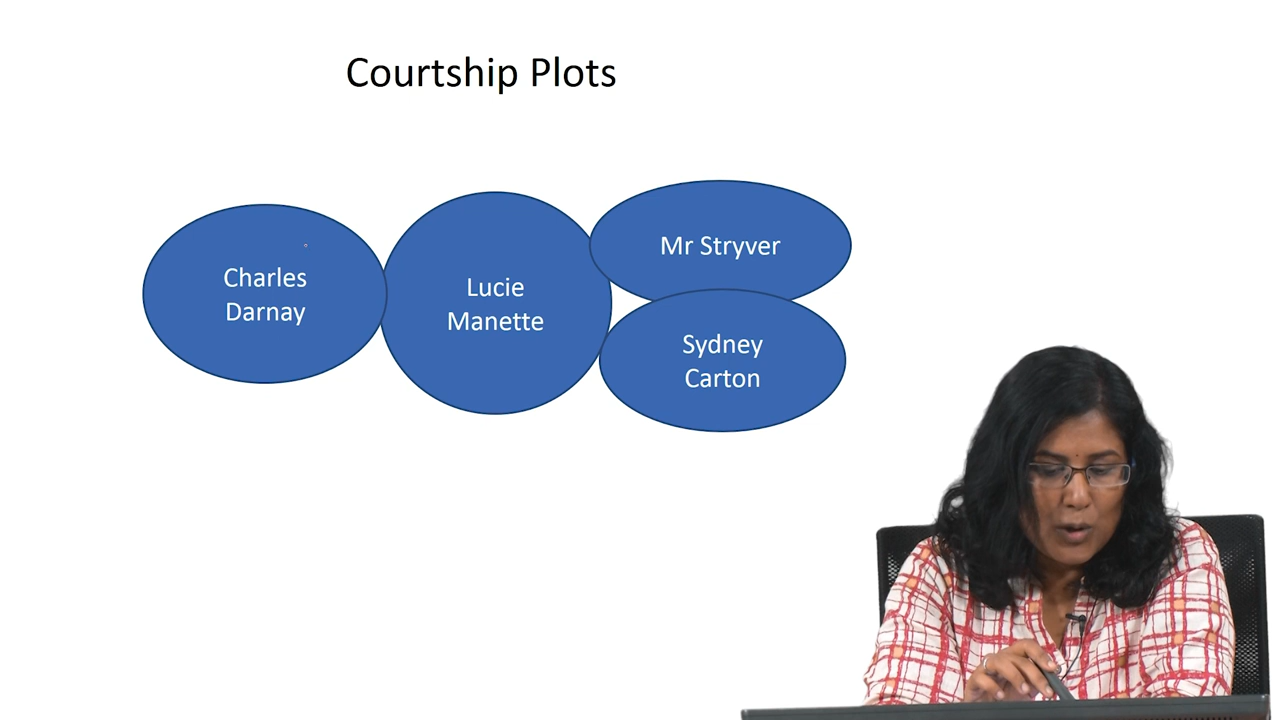 Courtship Plots
Charles
Darnay
Lucie
Manette
Mr Stryver
Sydney
Carton